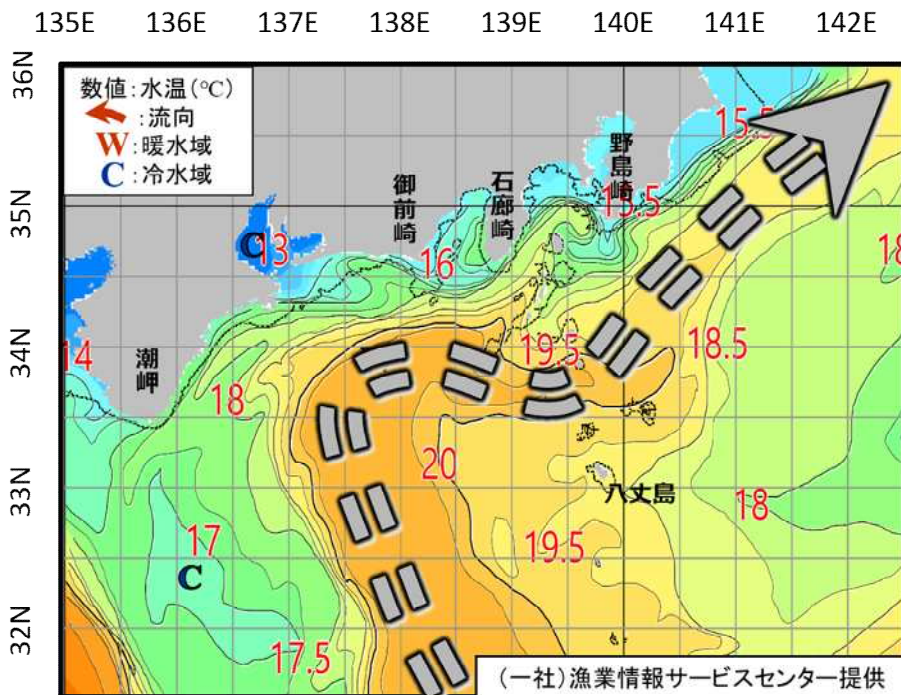 135E 136E 137E 138E 139E 140E 141E 142E
36N
数値:水温(℃)
:流向
W:暖水域
C:冷水域
15.5
野島崎
石廊崎
御前崎
35N
15.5
C
13
16
34N
14
潮岬
18
19.5
18.5
18
20
33N
八丈島
18
17
19.5
C
32N
17.5
(一社)漁業情報サービスセンター提供